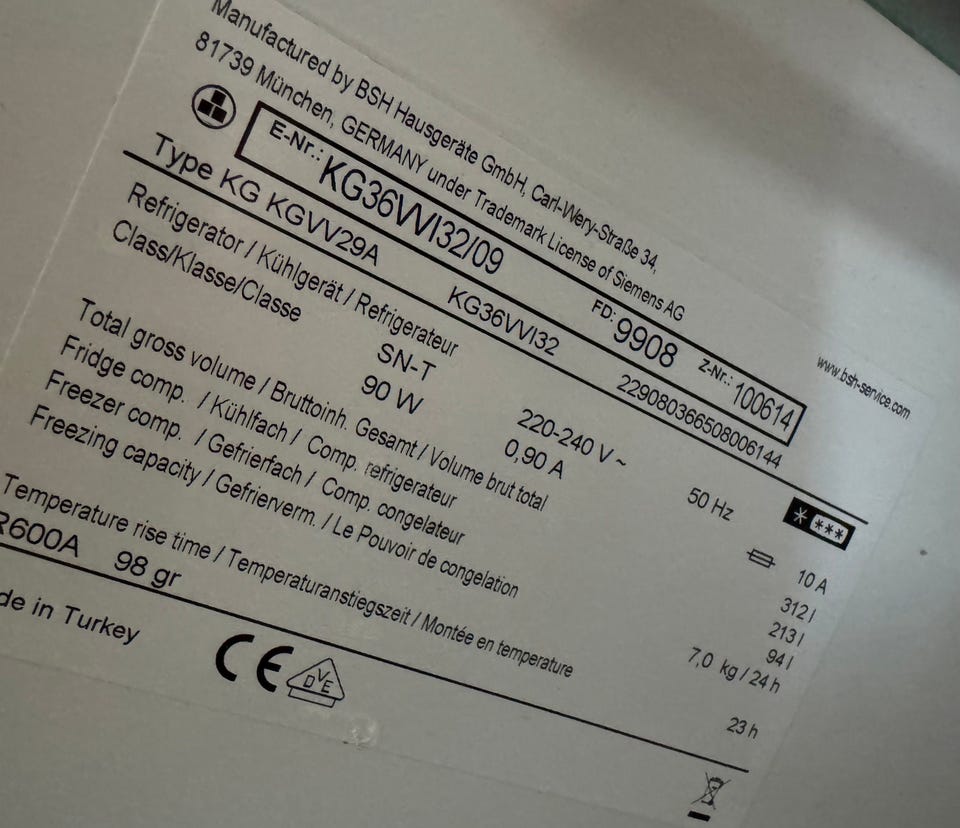 Manufactured by BSH Hausgeräte GmbH, Carl-Wery-Straße 34,
81739 München, GERMANY under Trademark License of Siemens AG
E-Nr.: KG36VVI32/09 FD: 9908 Z-Nr.: 100614
www.bsh-service.com
Type KG KGVV29A KG36VVI32 229080366508006144
Refrigerator / Kühlgerät / Refrigerateur
Class/Klasse/Classe SN-T 220-240 V ~ 50 Hz
90 W 0,90 A 10 A
Total gross volume / Bruttoinh. Gesamt / Volume brut total 312 l
Fridge comp. / Kühlfach / Comp. refrigerateur 213 l
Freezer comp. / Gefrierfach / Comp. congelateur 94 l
Freezing capacity / Gefrierverm. / Le Pouvoir de congelation 7,0 kg / 24 h
Temperature rise time / Temperaturanstiegszeit / Montée en temperature 23 h
R600A 98 gr
de in Turkey
CE DVE